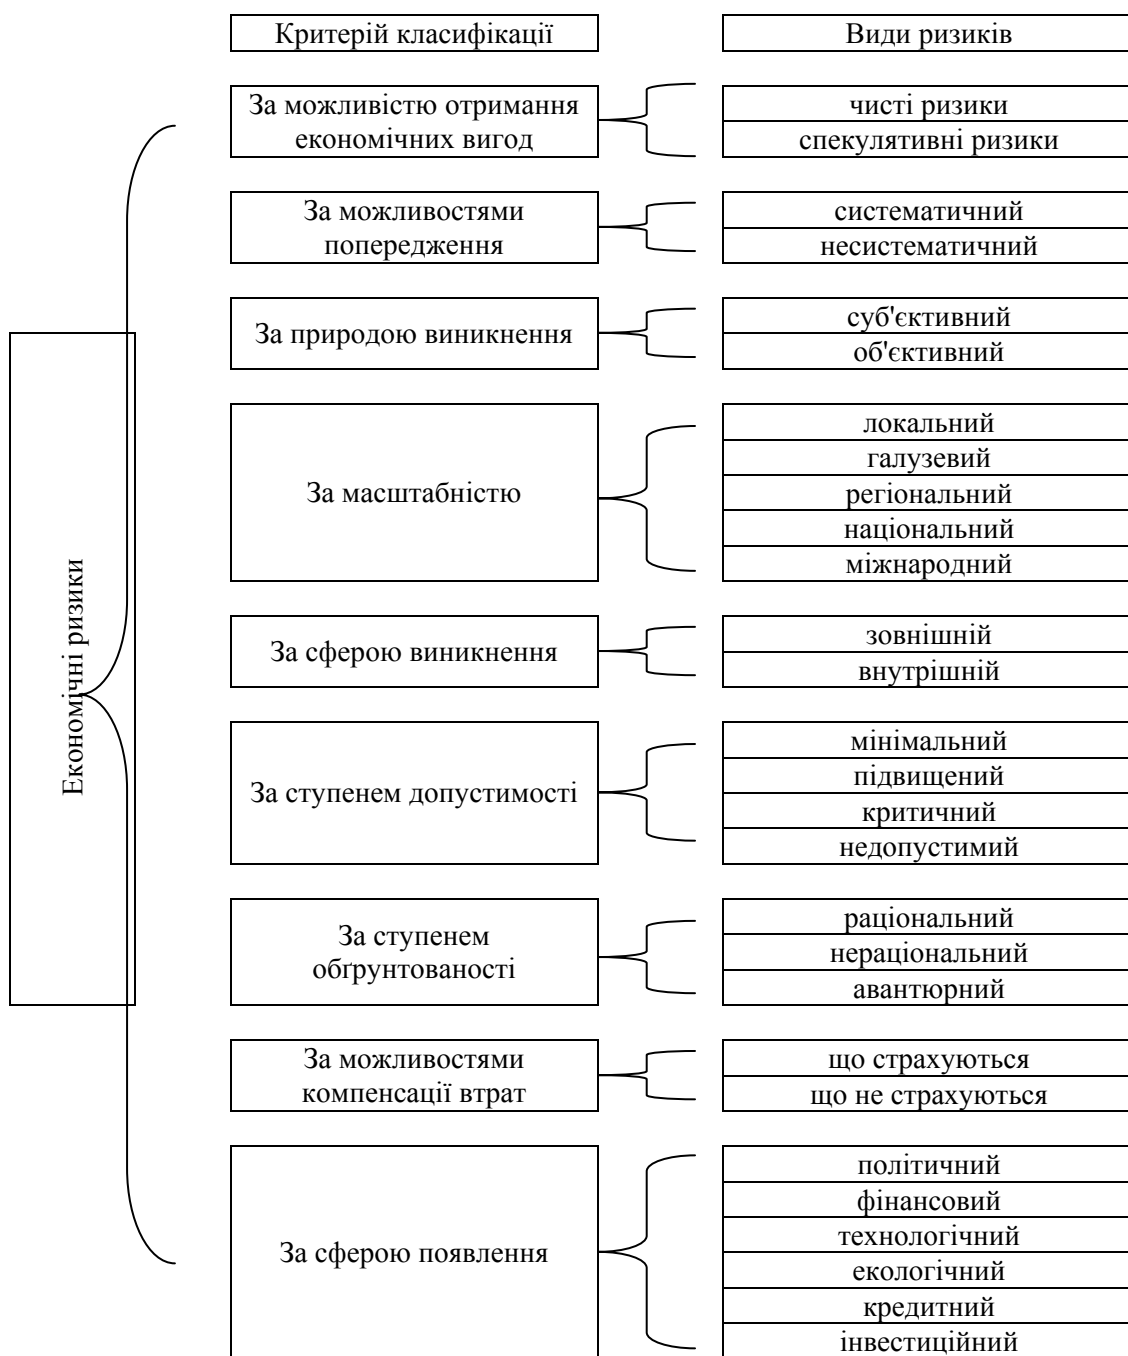 Критерій класифікації
Види ризиків
Економічні ризики
За можливістю отримання
економічних вигод
чисті ризики
спекулятивні ризики
За можливостями
попередження
систематичний
несистематичний
За природою виникнення
суб'єктивний
об'єктивний
За масштабністю
локальний
галузевий
регіональний
національний
міжнародний
За сферою виникнення
зовнішній
внутрішній
За ступенем допустимості
мінімальний
підвищений
критичний
недопустимий
За ступенем
обґрунтованості
раціональний
нераціональний
авантюрний
За можливостями
компенсації втрат
що страхуються
що не страхуються
За сферою появлення
політичний
фінансовий
технологічний
екологічний
кредитний
інвестиційний